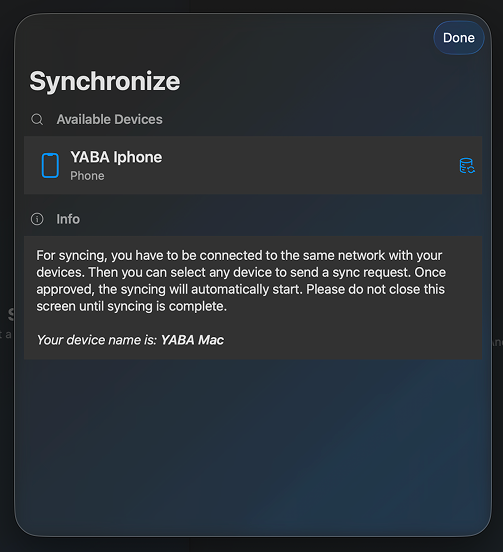 Done
Synchronize
Available Devices
YABA Iphone
Phone
Info
For syncing, you have to be connected to the same network with your
devices. Then you can select any device to send a sync request. Once
approved, the syncing will automatically start. Please do not close this
screen until syncing is complete.
Your device name is: YABA Mac